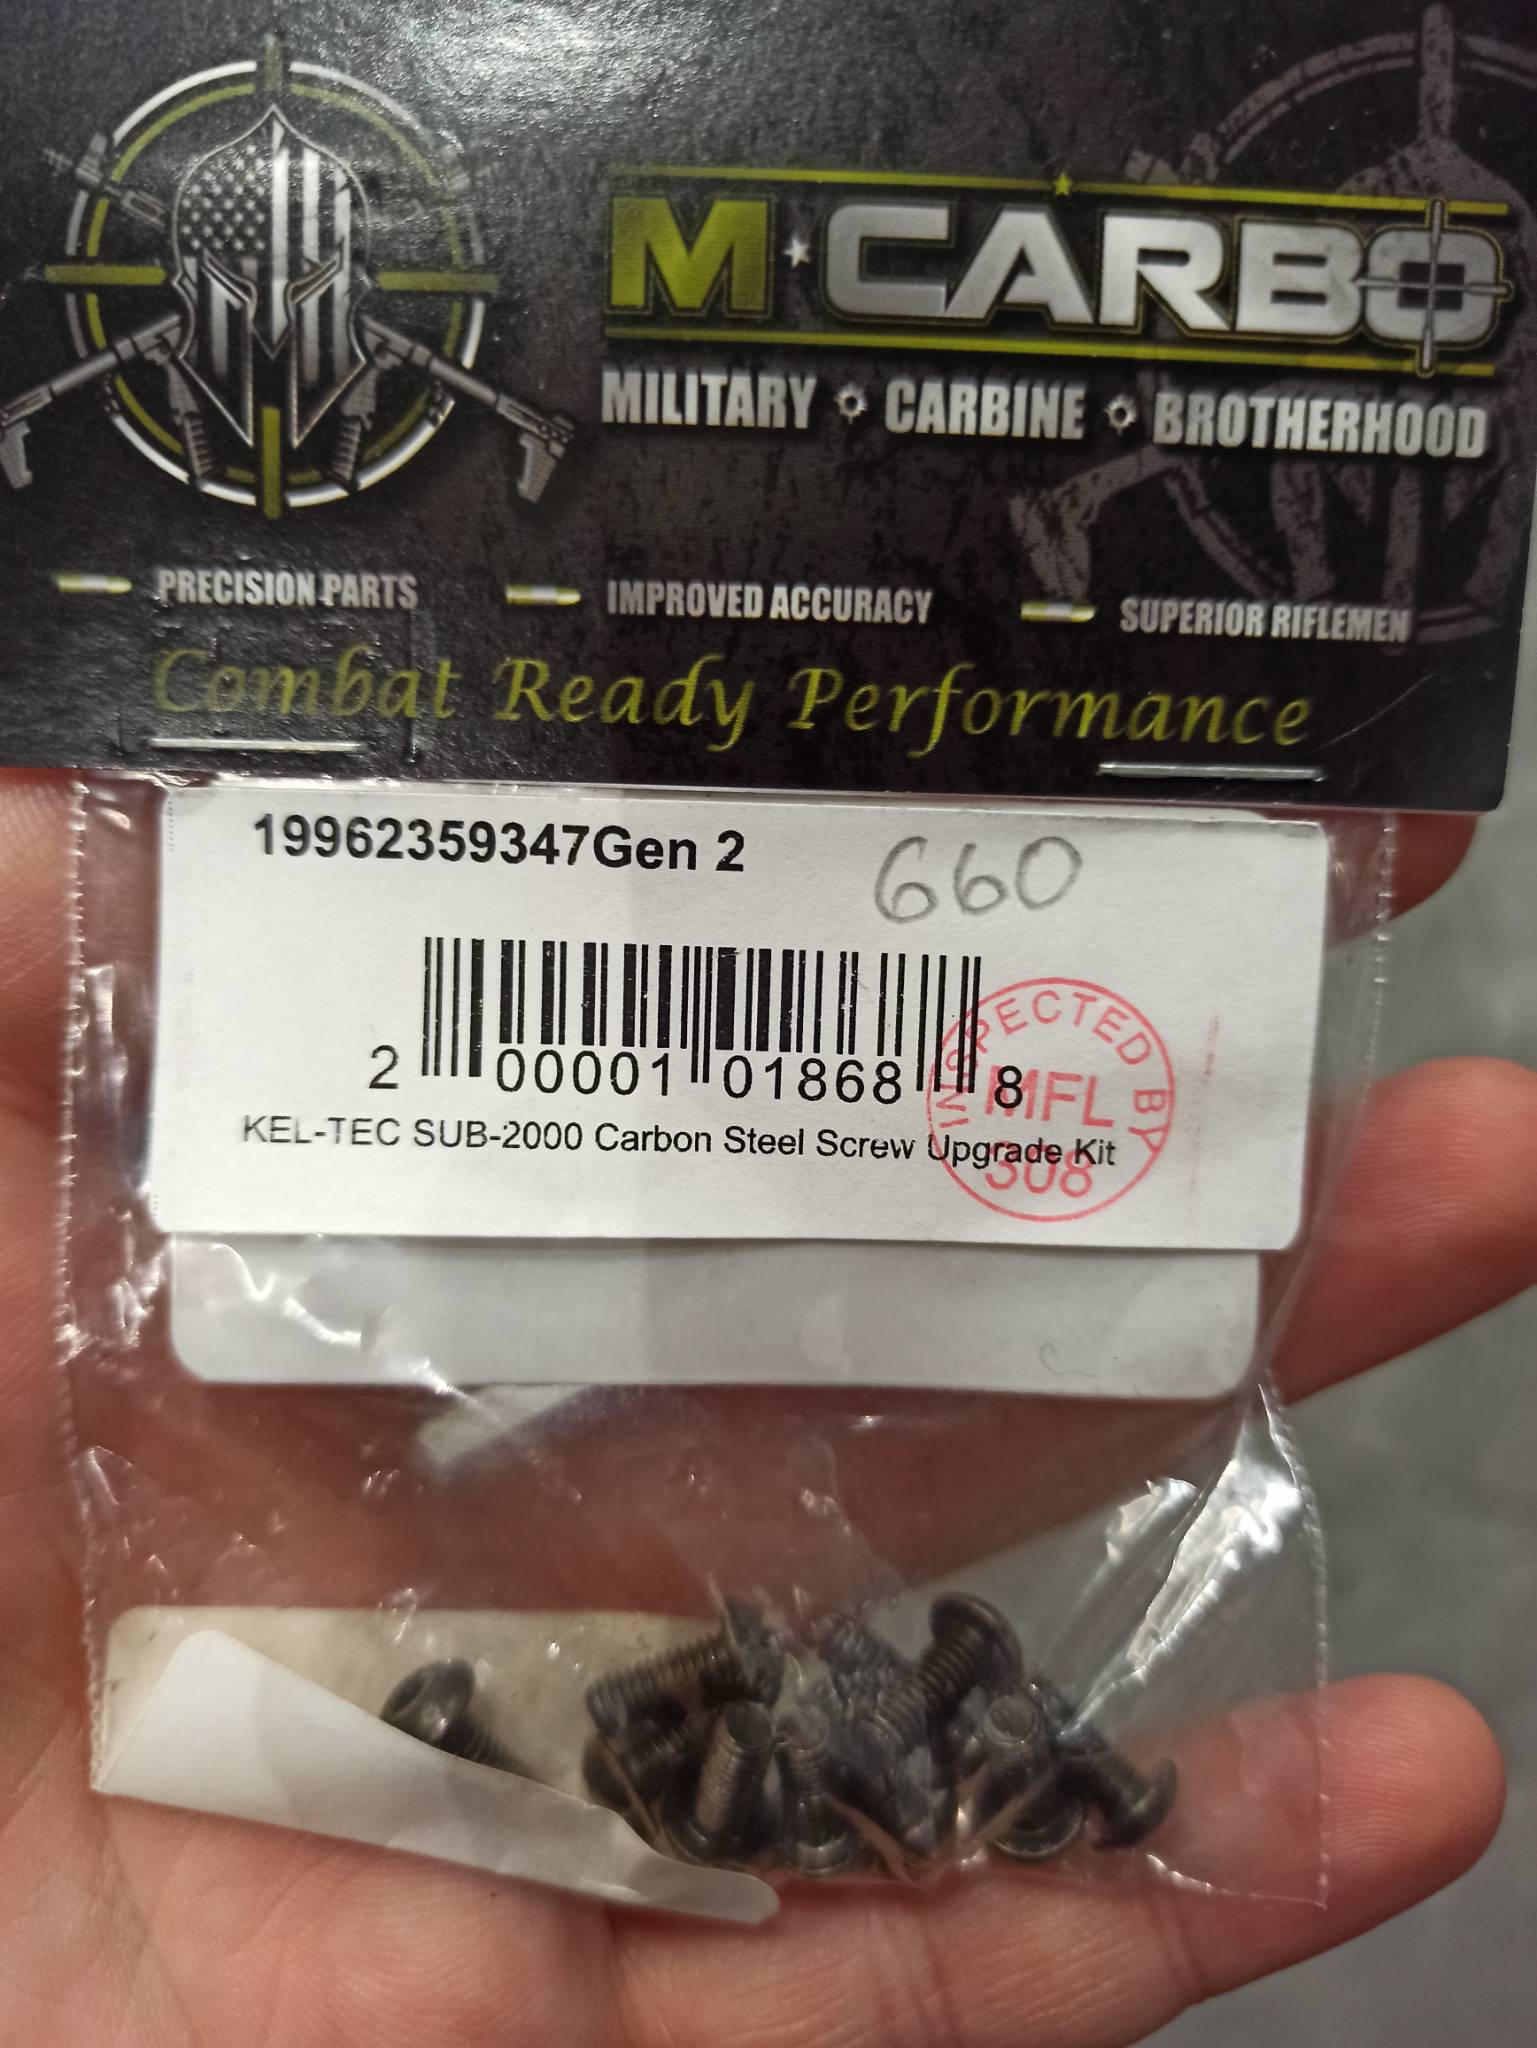 M★CARBO
MILITARY CARBINE BROTHERHOOD
PRECISION PARTS IMPROVED ACCURACY SUPERIOR RIFLEMEN
Combat Ready Performance
19962359347Gen 2
660
2 00001 01868 8
KEL-TEC SUB-2000 Carbon Steel Screw Upgrade Kit
INSPECTED BY
MFL
308